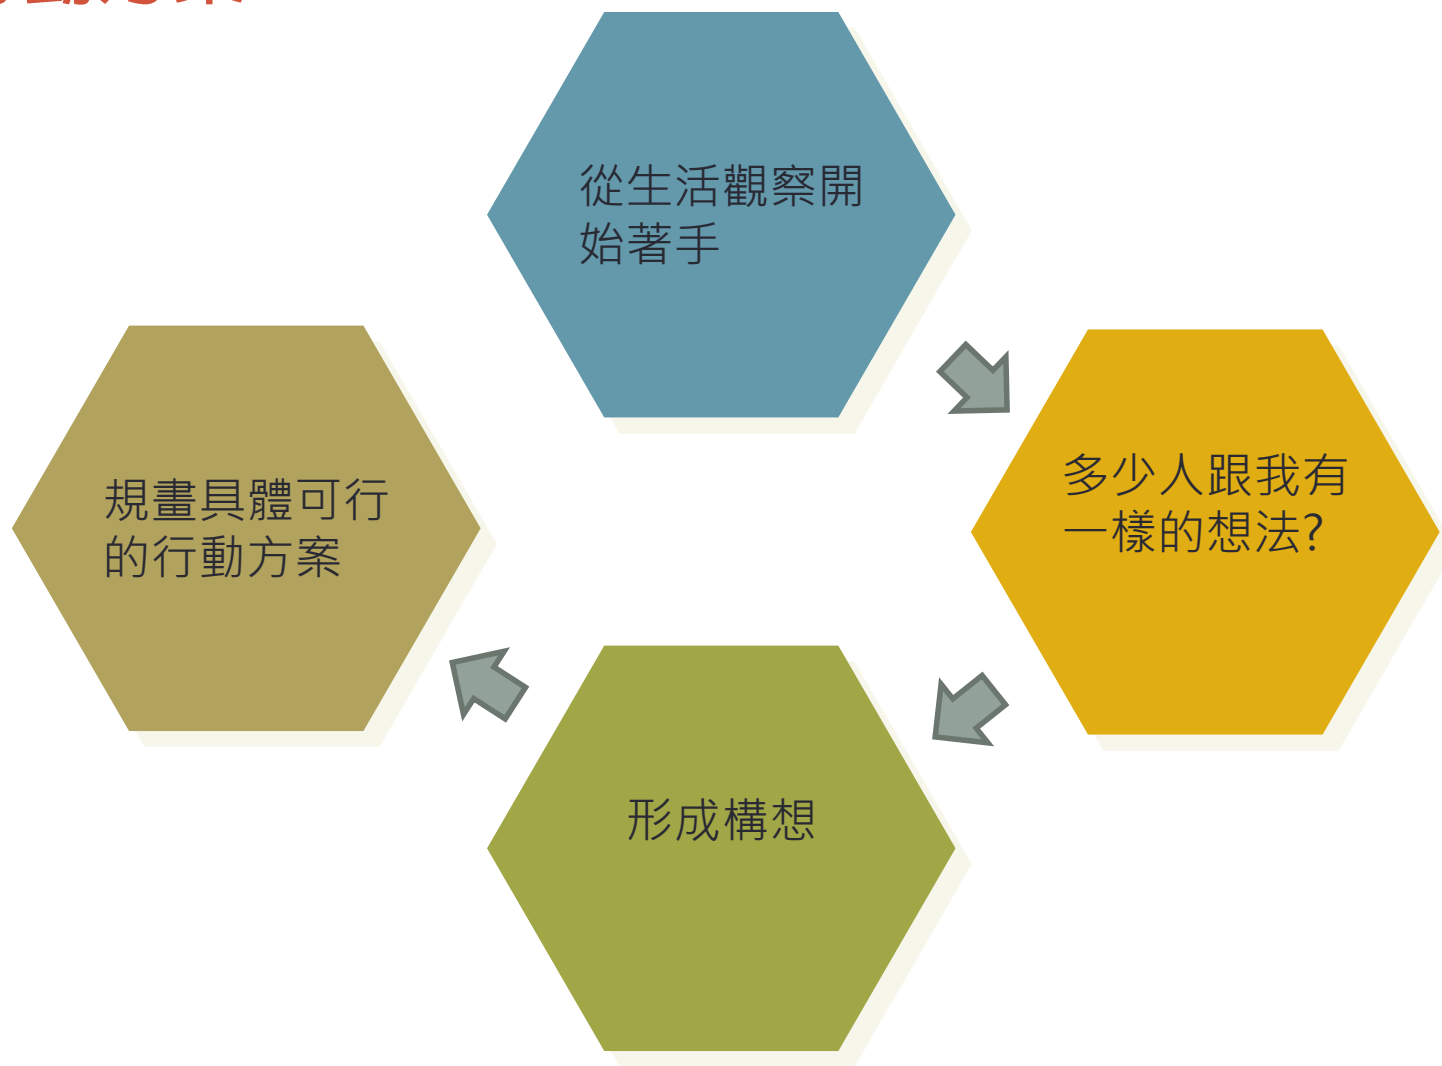 從生活觀察開
始著手
多少人跟我有
一樣的想法?
形成構想
規畫具體可行
的行動方案